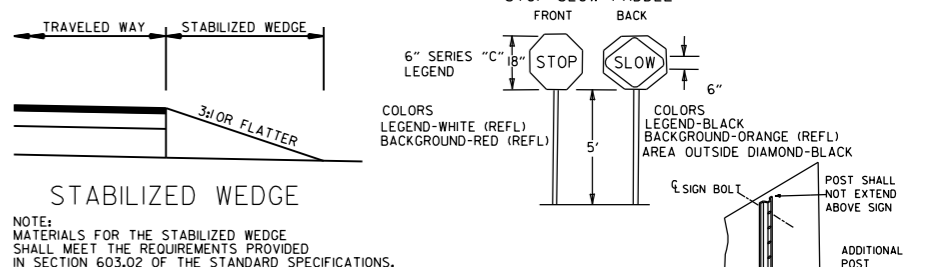 TRAVELED WAY
STABILIZED WEDGE
3:1 OR FLATTER
STABILIZED WEDGE
NOTE:
MATERIALS FOR THE STABILIZED WEDGE
SHALL MEET THE REQUIREMENTS PROVIDED
IN SECTION 603.02 OF THE STANDARD SPECIFICATIONS.
STOP SLOW PADDLE
FRONT
BACK
6" SERIES "C"
LEGEND
18"
STOP
SLOW
6"
COLORS
LEGEND-WHITE (REFL)
BACKGROUND-RED (REFL)
5'
COLORS
LEGEND-BLACK
BACKGROUND-ORANGE (REFL)
AREA OUTSIDE DIAMOND-BLACK
℄ SIGN BOLT
POST SHALL
NOT EXTEND
ABOVE SIGN
ADDITIONAL
POST